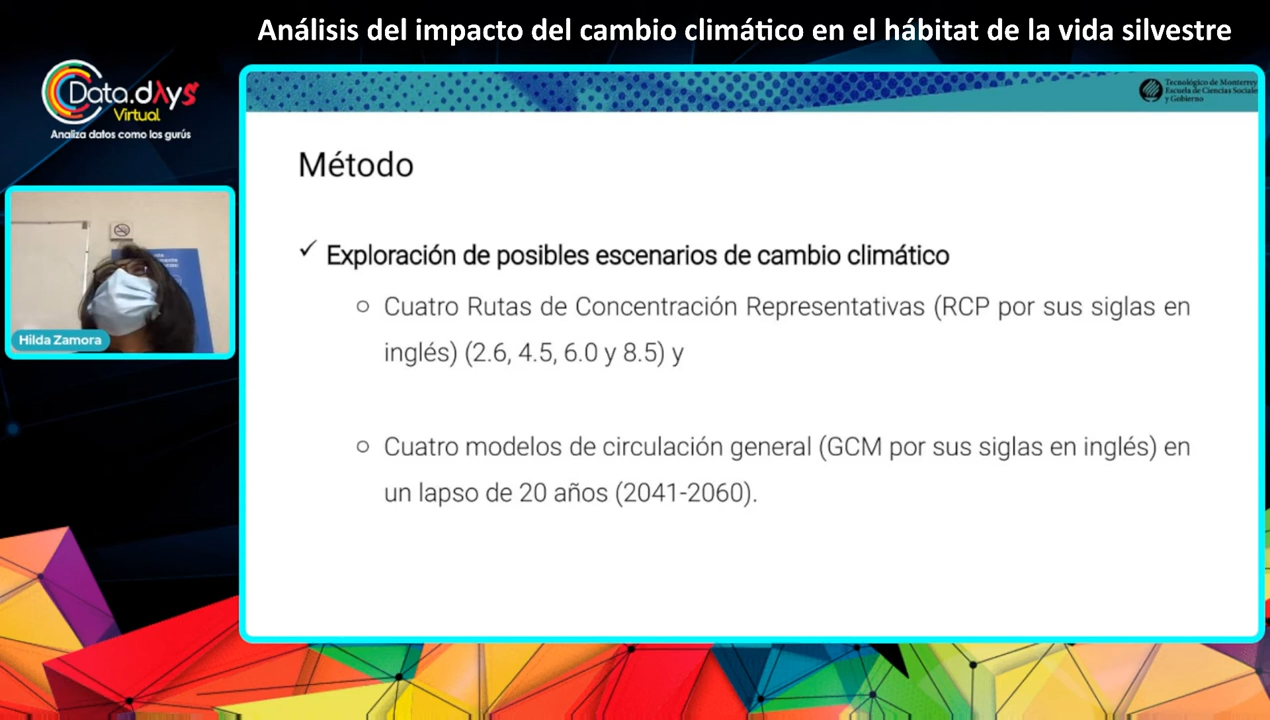 Análisis del impacto del cambio climático en el hábitat de la vida silvestre
Data.dAys
Virtual
Analiza datos como los gurús
Tecnológico de Monterrey
Escuela de Ciencias Sociales
y Gobierno
Método
✓ Exploración de posibles escenarios de cambio climático
○ Cuatro Rutas de Concentración Representativas (RCP por sus siglas en
inglés) (2.6, 4.5, 6.0 y 8.5) y
○ Cuatro modelos de circulación general (GCM por sus siglas en inglés) en
un lapso de 20 años (2041-2060).
Hilda Zamora